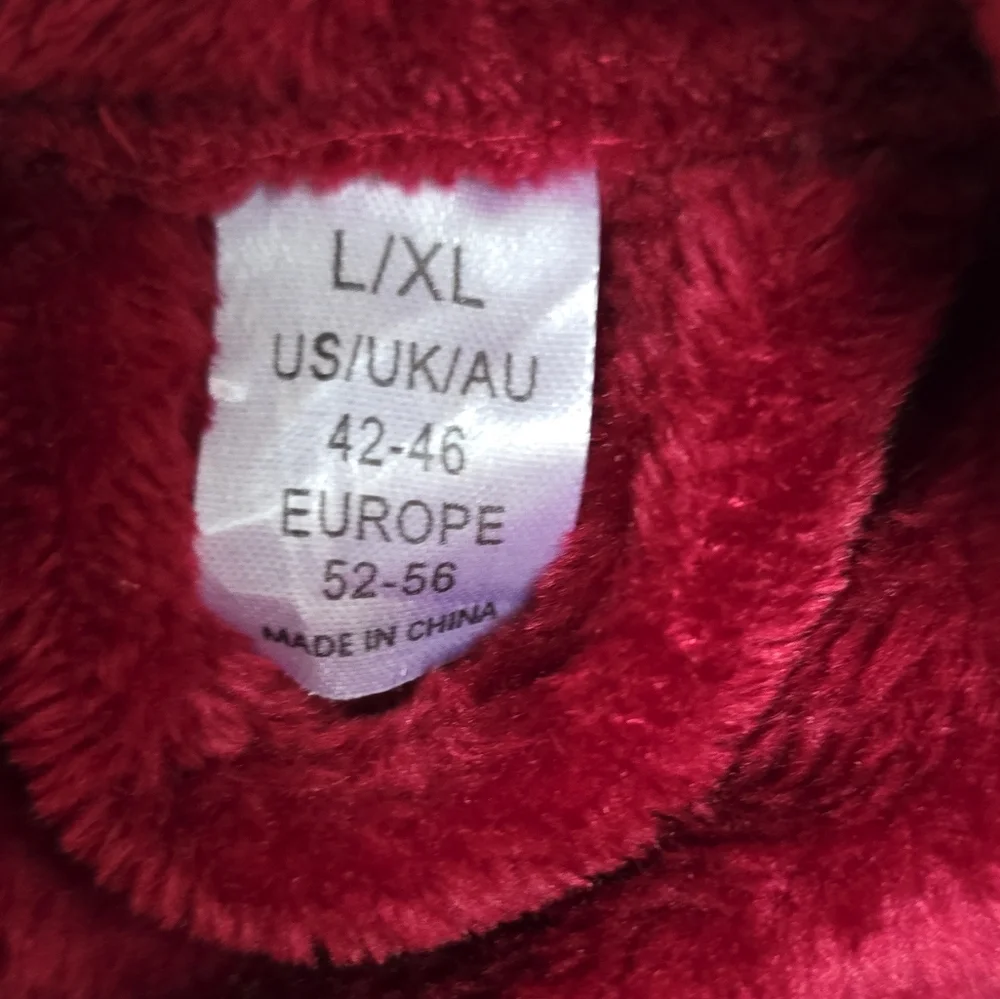 L/XL
US/UK/AU
42-46
EUROPE
52-56
MADE IN CHINA